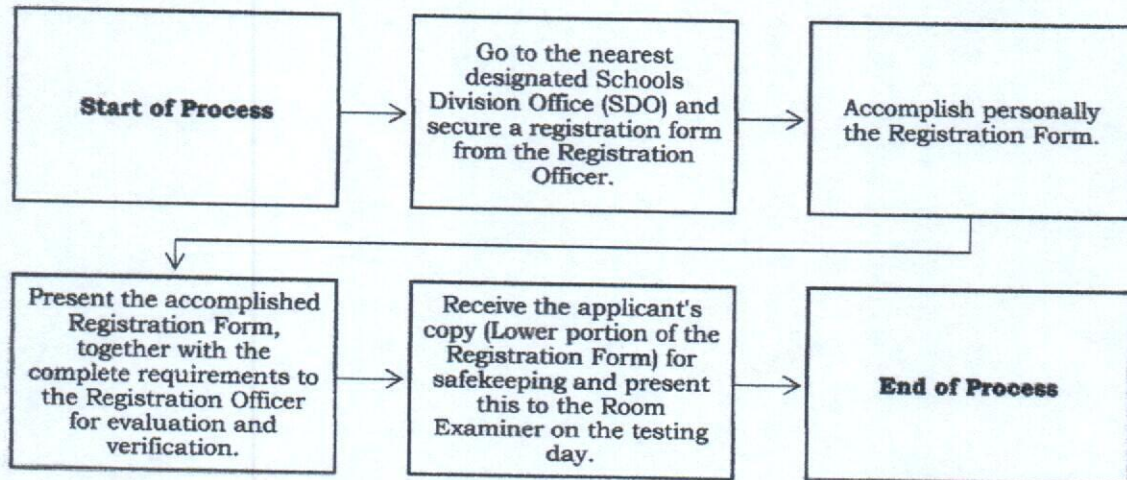 Start of Process
Go to the nearest
designated Schools
Division Office (SDO) and
secure a registration form
from the Registration
Officer.
Accomplish personally
the Registration Form.
Present the accomplished
Registration Form,
together with the
complete requirements to
the Registration Officer
for evaluation and
verification.
Receive the applicant's
copy (Lower portion of the
Registration Form) for
safekeeping and present
this to the Room
Examiner on the testing
day.
End of Process